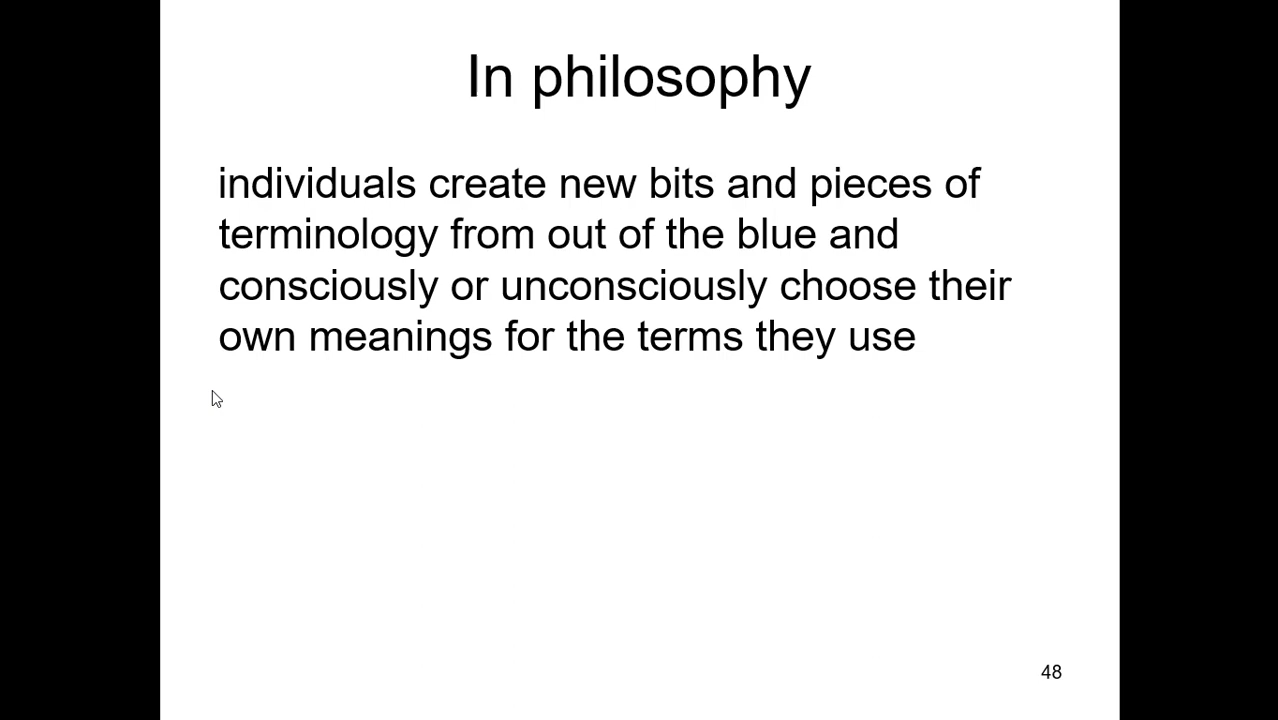 In philosophy
individuals create new bits and pieces of
terminology from out of the blue and
consciously or unconsciously choose their
own meanings for the terms they use
48